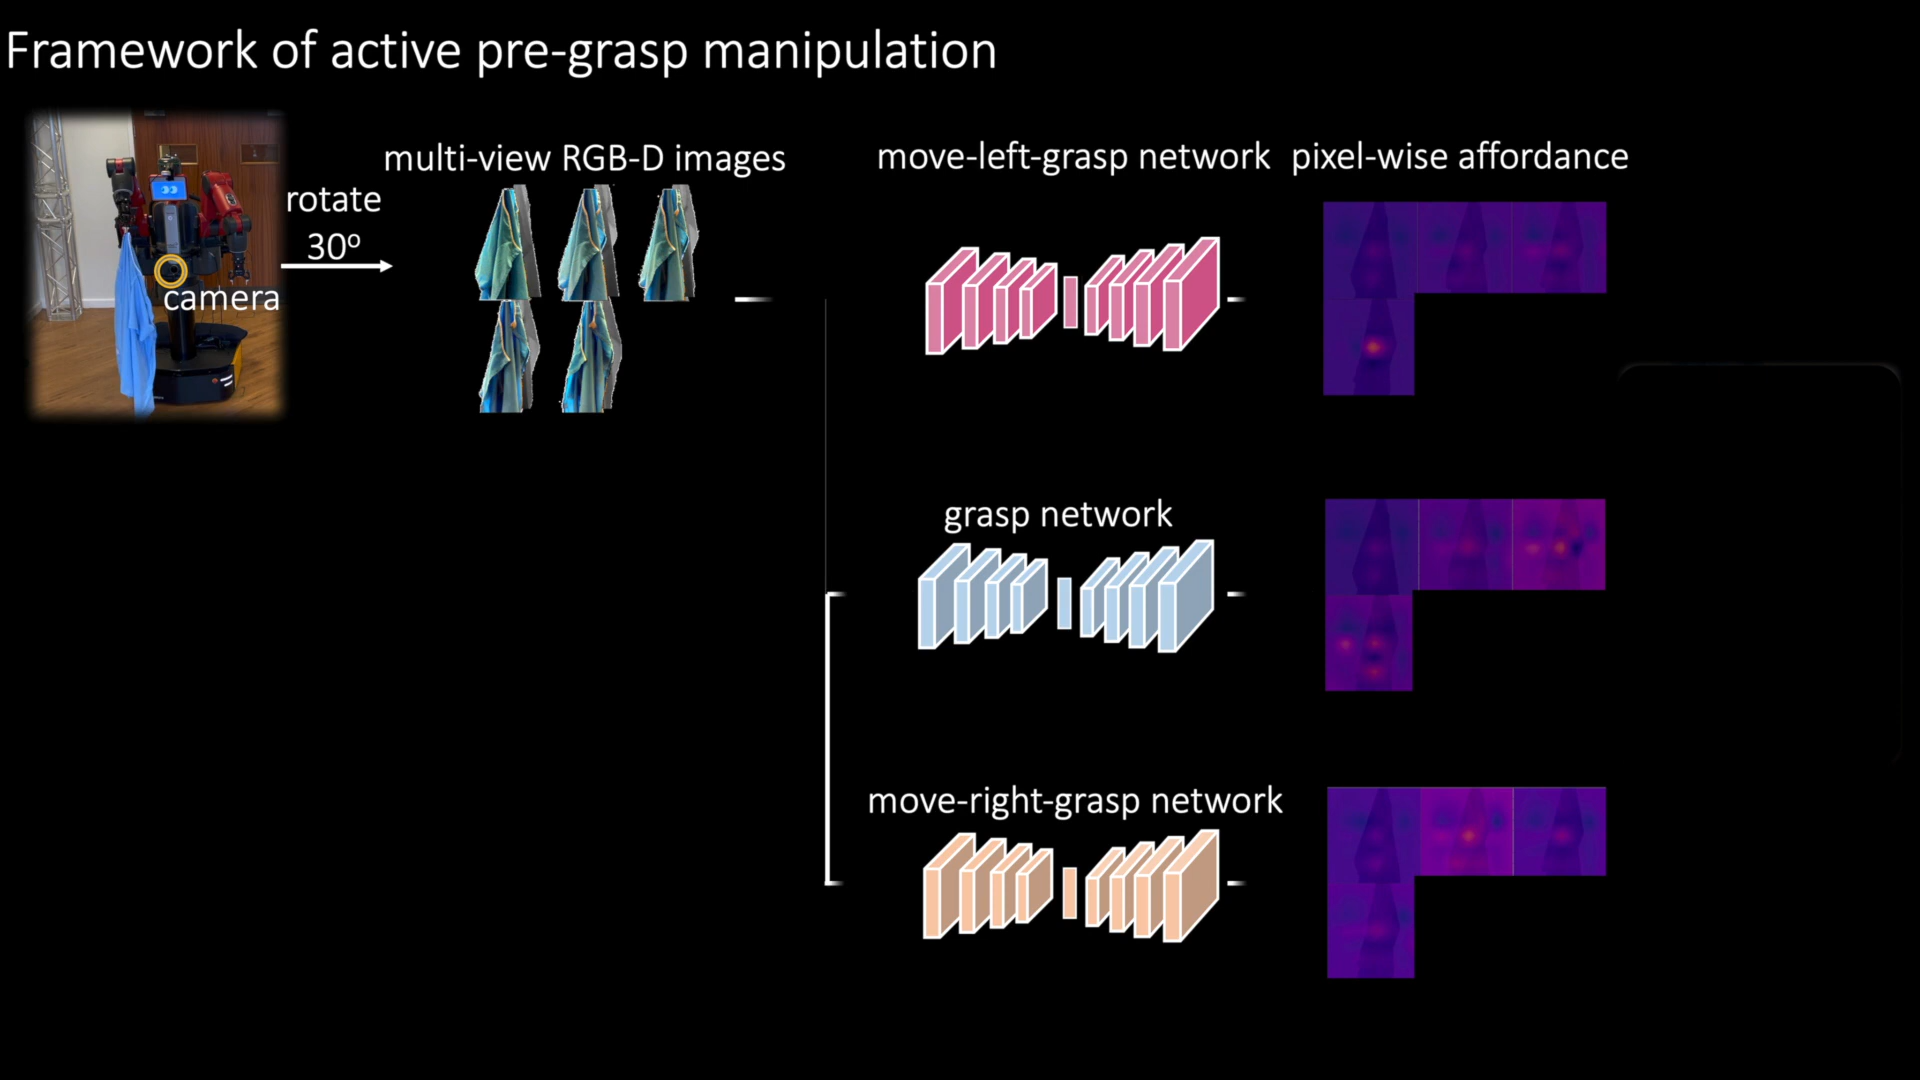 Framework of active pre-grasp manipulation
multi-view RGB-D images
move-left-grasp network
pixel-wise affordance
rotate
30º
camera
grasp network
move-right-grasp network